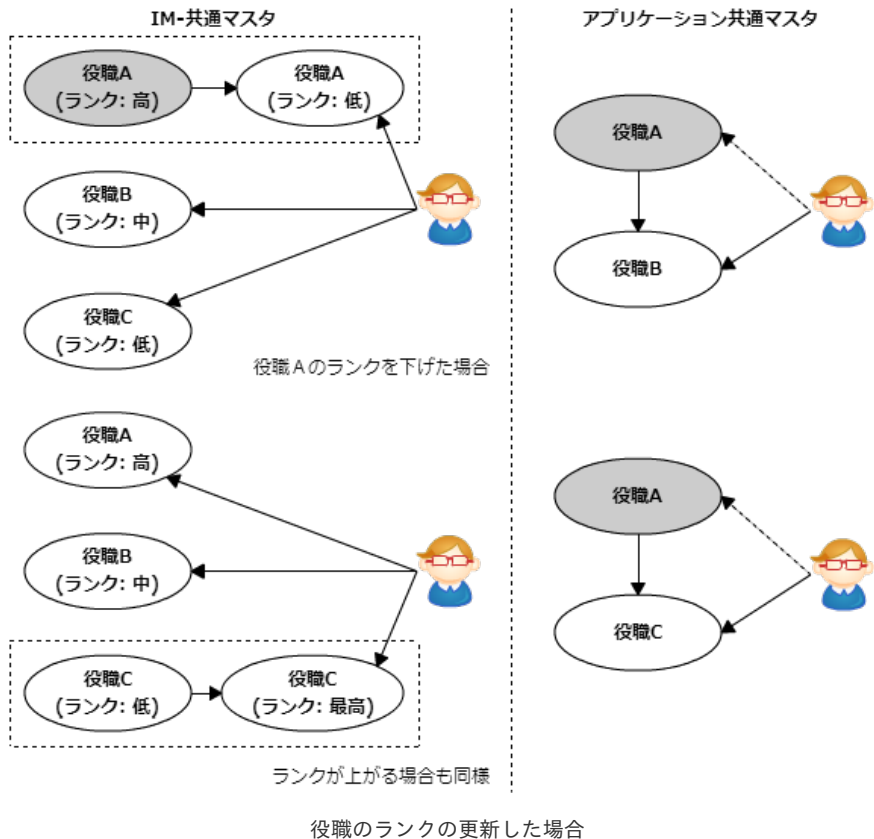 IM-共通マスタ
アプリケーション共通マスタ
役職A
(ランク: 高)
役職A
(ランク: 低)
役職B
(ランク: 中)
役職C
(ランク: 低)
役職Aのランクを下げた場合
役職A
役職B
役職A
(ランク: 高)
役職B
(ランク: 中)
役職C
(ランク: 低)
役職C
(ランク: 最高)
ランクが上がる場合も同様
役職A
役職C
役職のランクの更新した場合